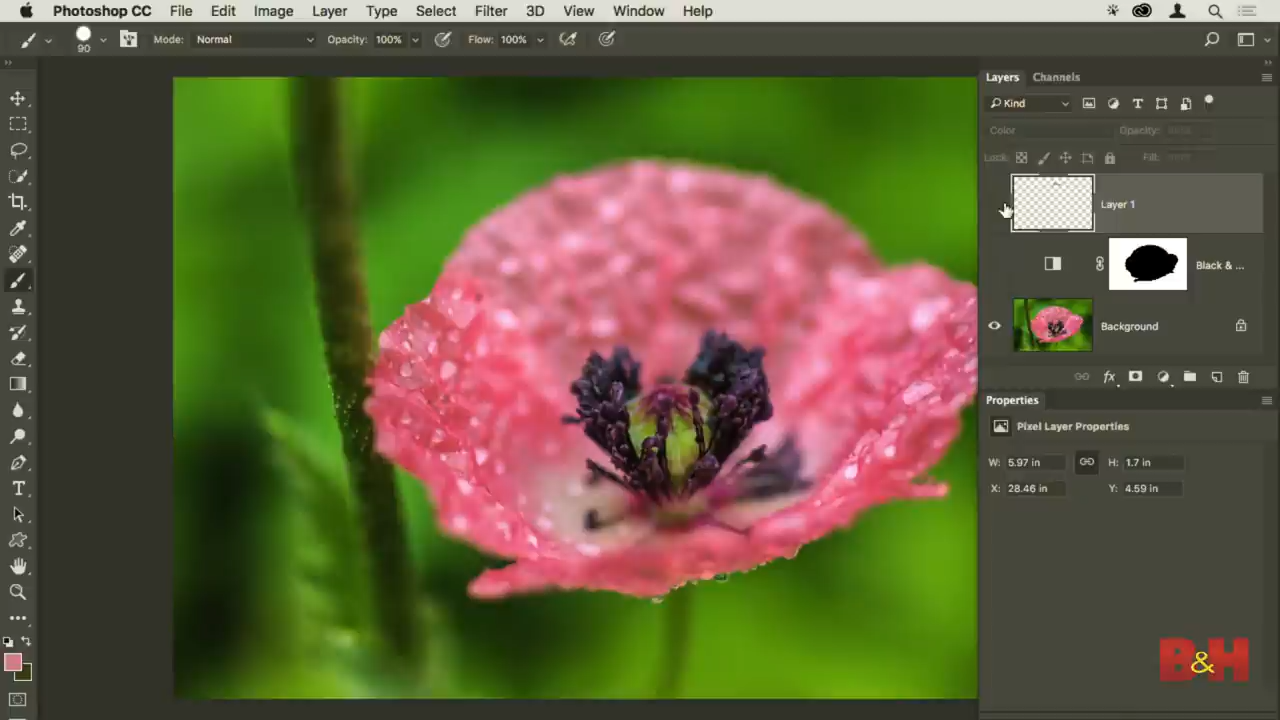 Photoshop CC File Edit Image Layer Type Select Filter 3D View Window Help
90 Mode: Normal Opacity: 100% Flow: 100%
Layers Channels
Kind
Color Opacity:
Lock: Fill:
Layer 1
Black & ...
Background
fx
Properties
Pixel Layer Properties
W: 5.97 in H: 1.7 in
X: 28.46 in Y: 4.59 in
B&H